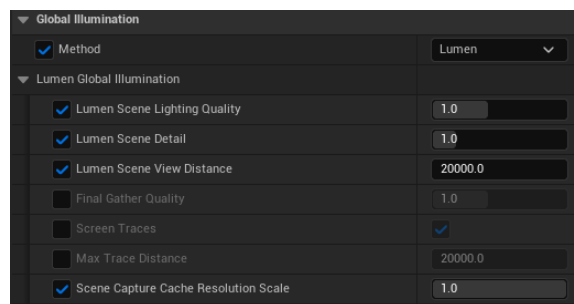 Global Illumination
Method Lumen
Lumen Global Illumination
Lumen Scene Lighting Quality 1.0
Lumen Scene Detail 1.0
Lumen Scene View Distance 20000.0
Final Gather Quality 1.0
Screen Traces
Max Trace Distance 20000.0
Scene Capture Cache Resolution Scale 1.0